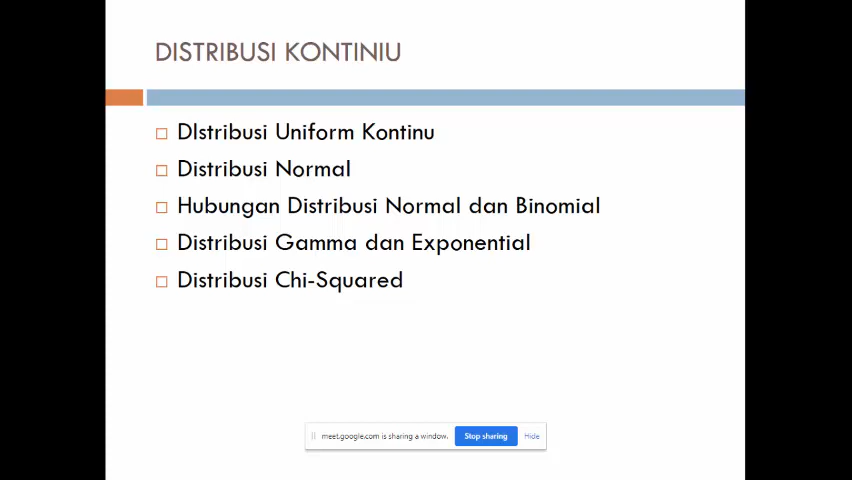 DISTRIBUSI KONTINIU
DIstribusi Uniform Kontinu
Distribusi Normal
Hubungan Distribusi Normal dan Binomial
Distribusi Gamma dan Exponential
Distribusi Chi-Squared
meet.google.com is sharing a window. Stop sharing Hide